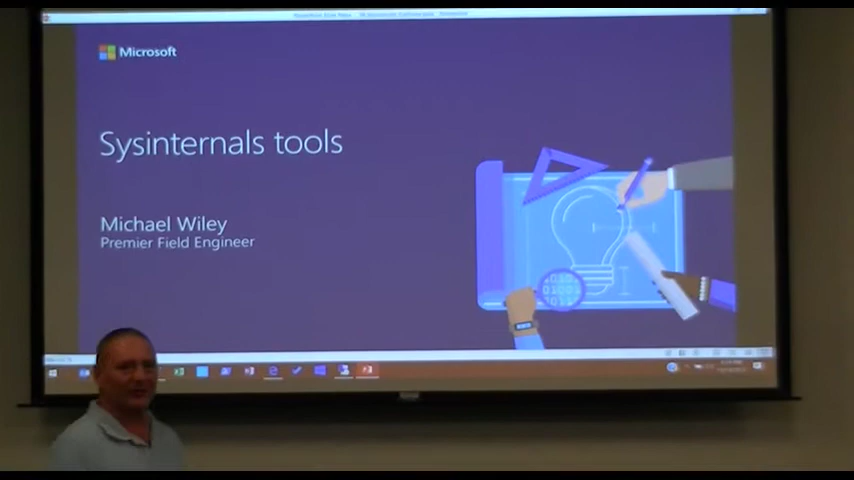 Microsoft
Sysinternals tools
Michael Wiley
Premier Field Engineer